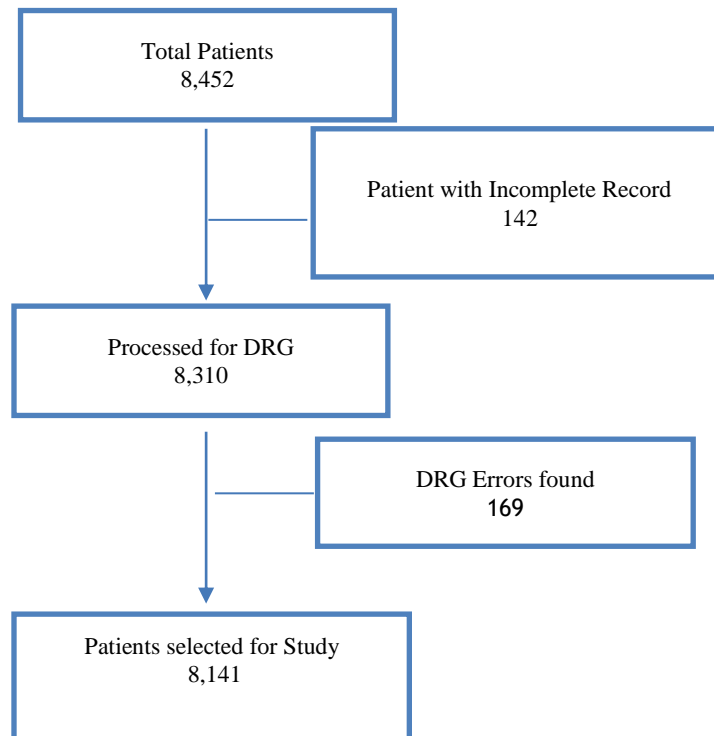 Total Patients
8,452
Patient with Incomplete Record
142
Processed for DRG
8,310
DRG Errors found
169
Patients selected for Study
8,141